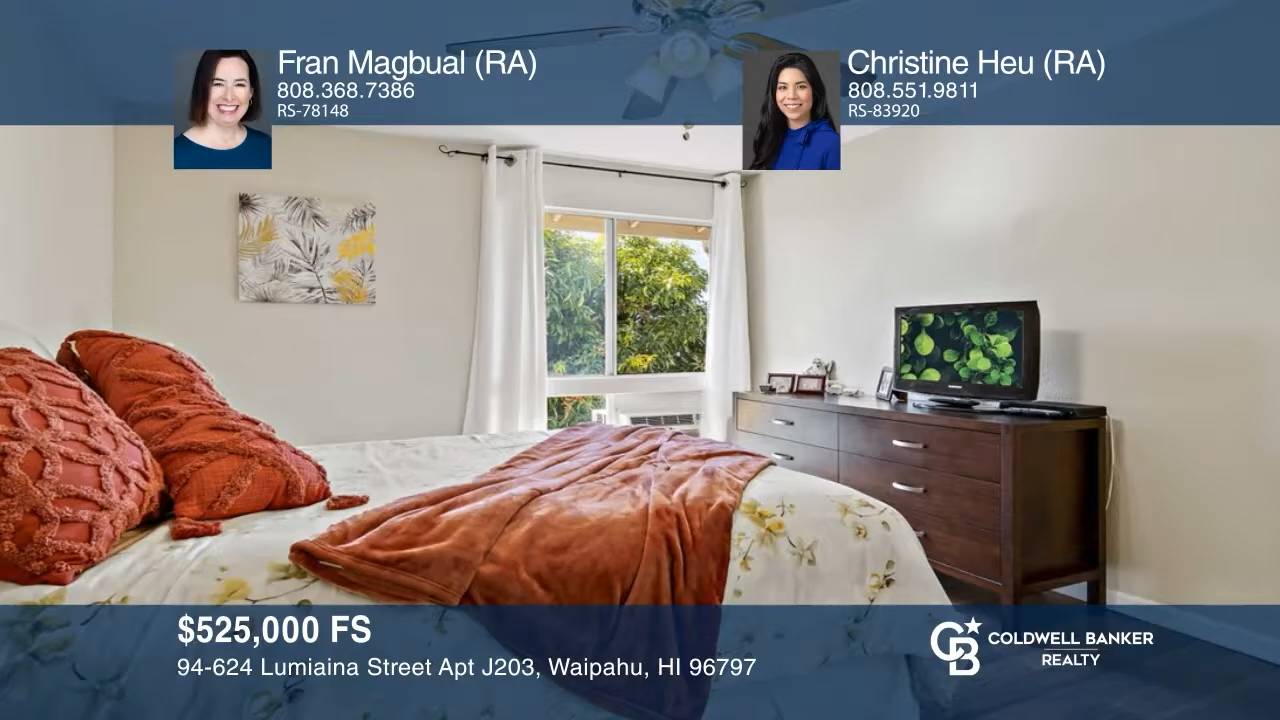 Fran Magbual (RA)
808.368.7386
RS-78148
Christine Heu (RA)
808.551.9811
RS-83920
$525,000 FS
94-624 Lumiaina Street Apt J203, Waipahu, HI 96797
CB
COLDWELL BANKER
REALTY